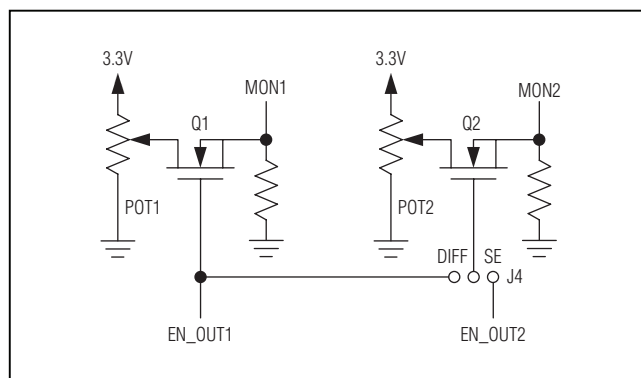 3.3V
MON1
Q1
POT1
3.3V
MON2
Q2
POT2
DIFF
SE
J4
EN_OUT1
EN_OUT2